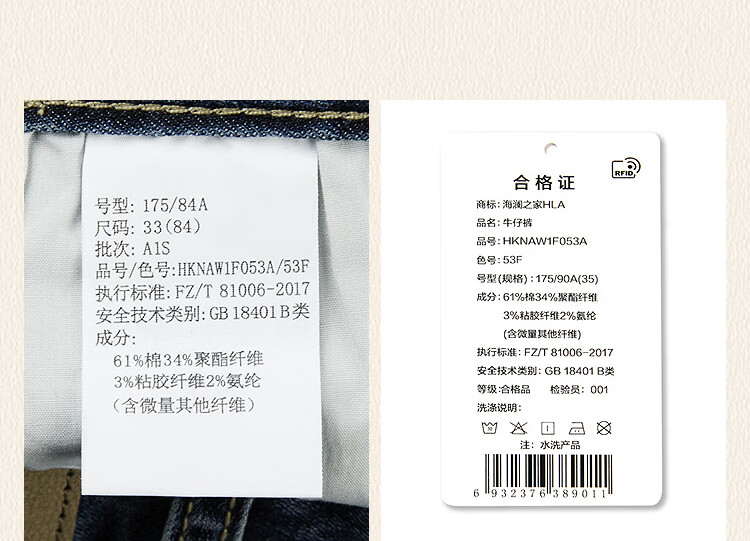 号型: 175/84A
尺码: 33(84)
批次: A1S
品号/色号:HKNAW1F053A/53F
执行标准: FZ/T 81006-2017
安全技术类别: GB 18401 B 类
成分:
61%棉34%聚酯纤维
3%粘胶纤维2%氨纶
(含微量其他纤维)
RFID
合格证
商标: 海澜之家HLA
品名: 牛仔裤
品号: HKNAW1F053A
色号: 53F
号型(规格) : 175/90A(35)
成分: 61%棉34%聚酯纤维
3%粘胶纤维2%氨纶
(含微量其他纤维)
执行标准: FZ/T 81006-2017
安全技术类别: GB 18401 B类
等级:合格品 检验员: 001
洗涤说明:
注: 水洗产品
6 932376 389011